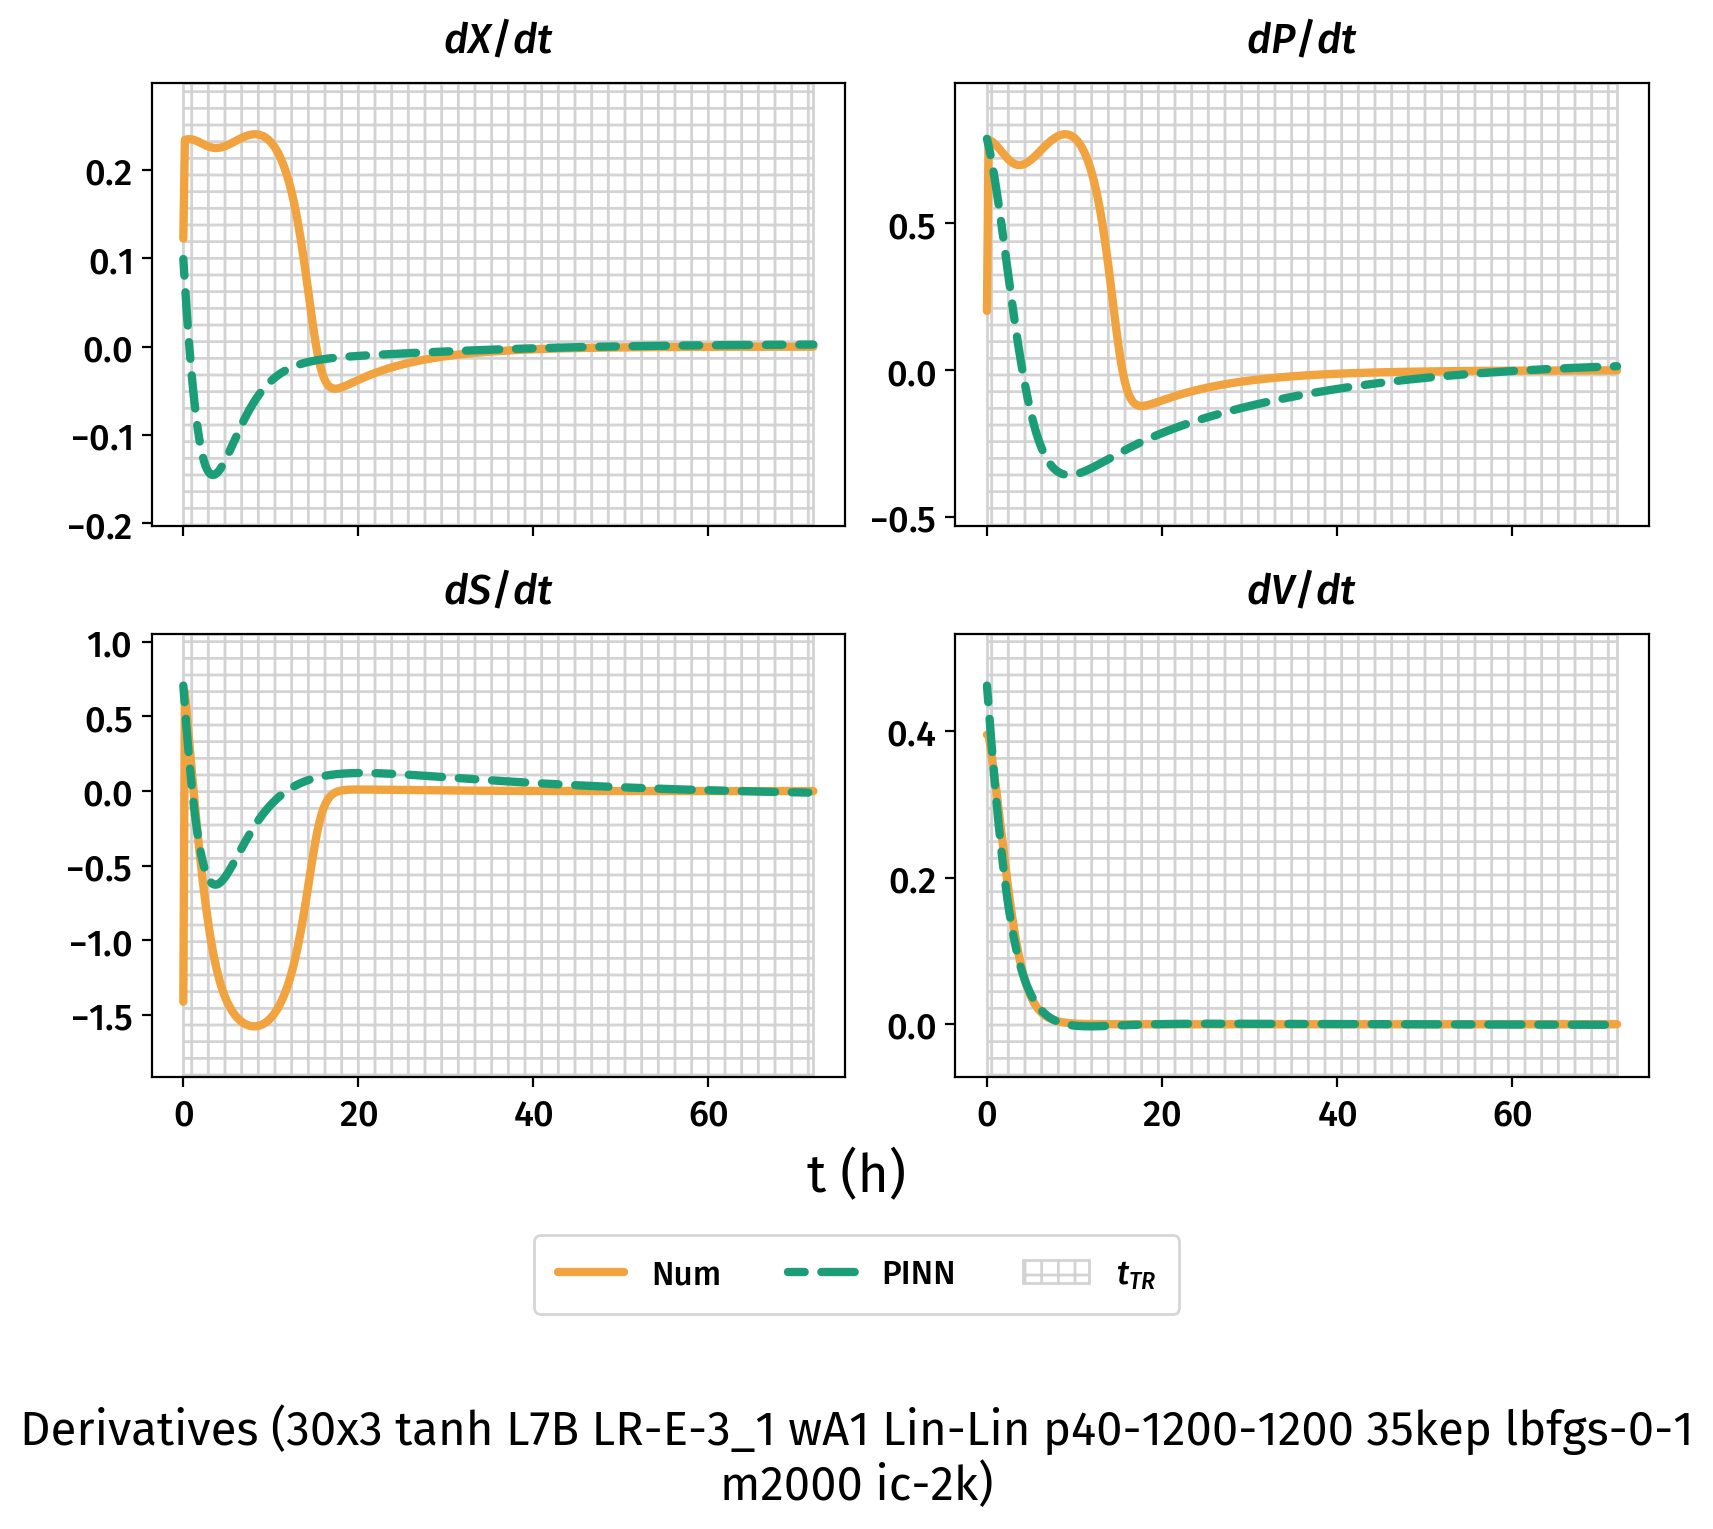 dX/dt
dP/dt
0.2
0.1
0.0
−0.1
−0.2
0.5
0.0
−0.5
dS/dt
dV/dt
1.0
0.5
0.0
−0.5
−1.0
−1.5
0 20 40 60
0.4
0.2
0.0
0 20 40 60
t (h)
Num PINN tTR
Derivatives (30x3 tanh L7B LR-E-3_1 wA1 Lin-Lin p40-1200-1200 35kep lbfgs-0-1
m2000 ic-2k)